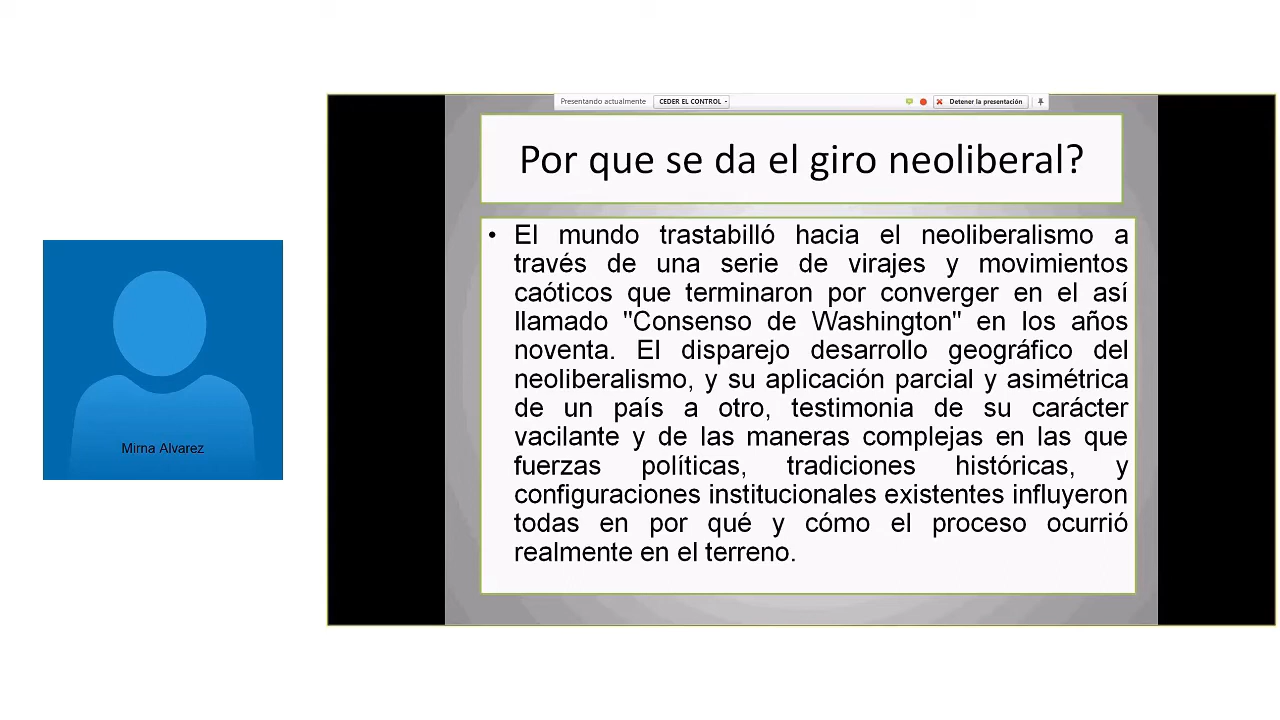 Presentando actualmente CEDER EL CONTROL Detener la presentación
Por que se da el giro neoliberal?
• El mundo trastabilló hacia el neoliberalismo a
través de una serie de virajes y movimientos
caóticos que terminaron por converger en el así
llamado "Consenso de Washington" en los años
noventa. El disparejo desarrollo geográfico del
neoliberalismo, y su aplicación parcial y asimétrica
de un país a otro, testimonia de su carácter
vacilante y de las maneras complejas en las que
fuerzas políticas, tradiciones históricas, y
configuraciones institucionales existentes influyeron
todas en por qué y cómo el proceso ocurrió
realmente en el terreno.
Mirna Alvarez